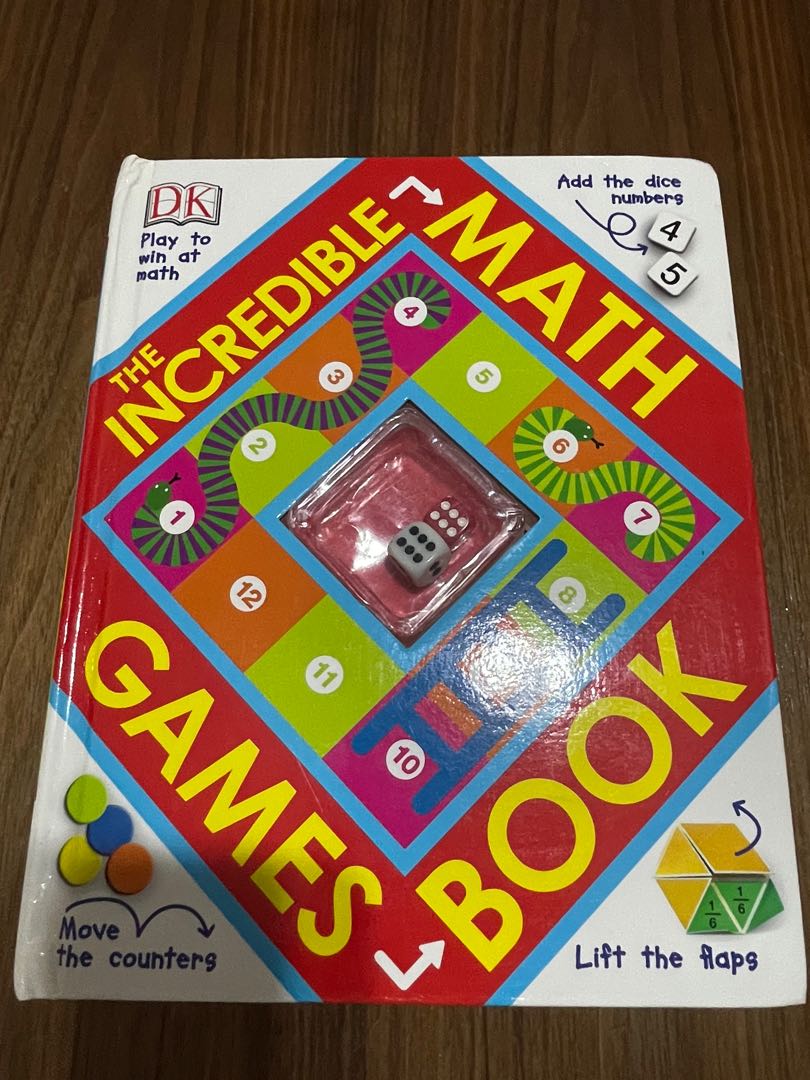 DK
Play to
win at
math
Add the dice
numbers
4
5
THE
INCREDIBLE
MATH
GAMES
BOOK
1
2
3
4
5
6
7
8
10
11
12
Move
the counters
1/6
1/6
Lift the flaps